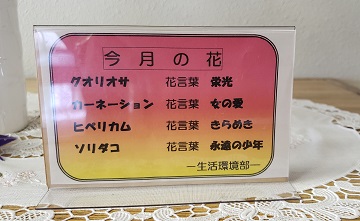 今月の花
グオリオサ 花言葉 栄光
カーネーション 花言葉 女の愛
ヒペリカム 花言葉 きらめき
ソリダコ 花言葉 永遠の少年
―生活環境部―